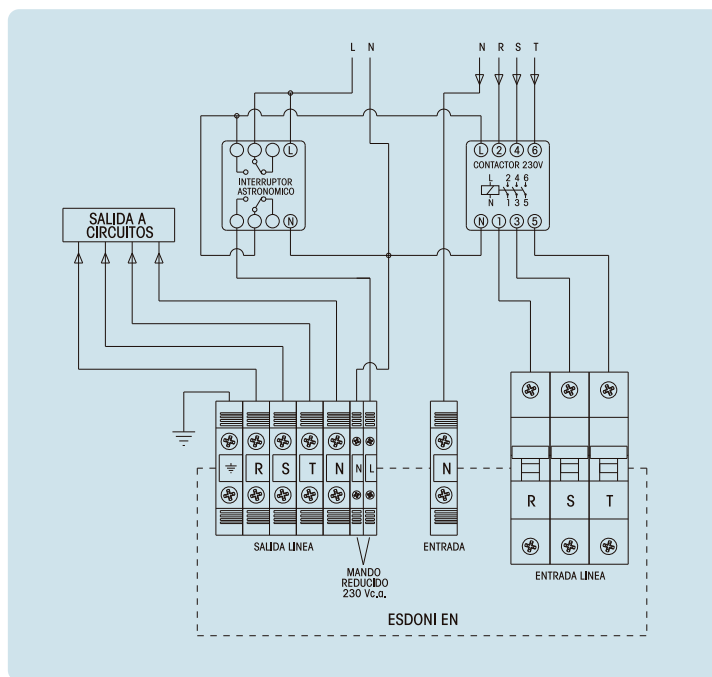 L N
N R S T
L
L 2 4 6
CONTACTOR 230V
L 2 4 6
N 1 3 5
INTERRUPTOR
ASTRONOMICO
N
N 1 3 5
SALIDA A
CIRCUITOS
R S T N N L
N
R S T
SALIDA LINEA
ENTRADA
ENTRADA LINEA
MANDO
REDUCIDO
230 Vc.a.
ESDONI EN